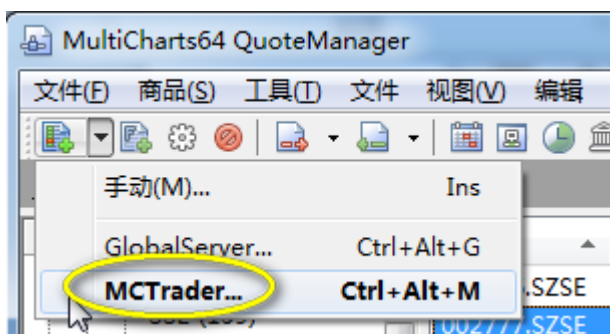 MultiCharts64 QuoteManager
文件(F) 商品(S) 工具(T) 文件 视图(V) 编辑
手动(M)... Ins
GlobalServer... Ctrl+Alt+G
MCTrader... Ctrl+Alt+M
.SZSE
002777.SZSE